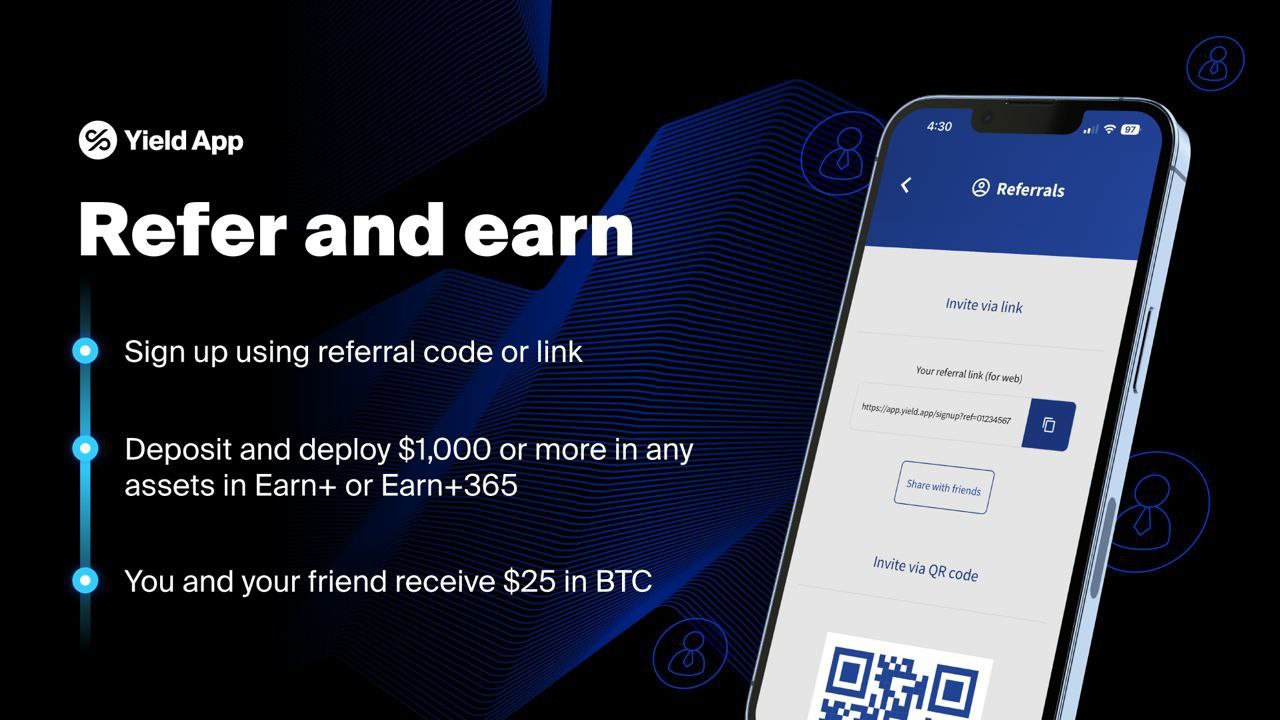 Yield App
Refer and earn
Sign up using referral code or link
Deposit and deploy $1,000 or more in any
assets in Earn+ or Earn+365
You and your friend receive $25 in BTC
4:30
97
Referrals
Invite via link
Your referral link (for web)
https://app.yield.app/signup?ref=01234567
Share with friends
Invite via QR code